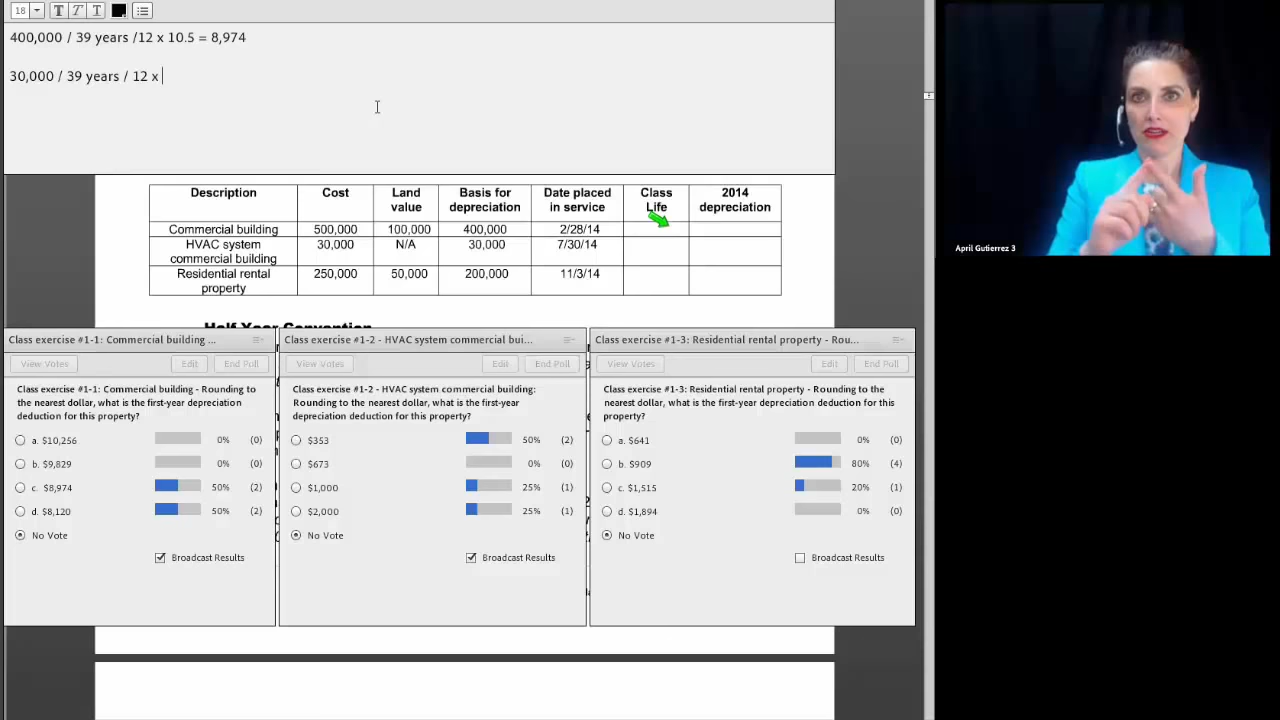 18 T T T
400,000 / 39 years /12 x 10.5 = 8,974
30,000 / 39 years / 12 x
Description Cost Land value Basis for depreciation Date placed in service Class Life 2014 depreciation
Commercial building 500,000 100,000 400,000 2/28/14
HVAC system commercial building 30,000 N/A 30,000 7/30/14
Residential rental property 250,000 50,000 200,000 11/3/14
Half Year Convention
Class exercise #1-1: Commercial building ...
View Votes Edit End Poll
Class exercise #1-1: Commercial building - Rounding to
the nearest dollar, what is the first-year depreciation
deduction for this property?
a. $10,256 0% (0)
b. $9,829 0% (0)
c. $8,974 50% (2)
d. $8,120 50% (2)
No Vote
Broadcast Results
Class exercise #1-2 - HVAC system commercial bui...
View Votes Edit End Poll
Class exercise #1-2 - HVAC system commercial building:
Rounding to the nearest dollar, what is the first-year
depreciation deduction for this property?
$353 50% (2)
$673 0% (0)
$1,000 25% (1)
$2,000 25% (1)
No Vote
Broadcast Results
Class exercise #1-3: Residential rental property - Rou...
View Votes Edit End Poll
Class exercise #1-3: Residential rental property - Rounding to the
nearest dollar, what is the first-year depreciation deduction for this
property?
a. $641 0% (0)
b. $909 80% (4)
c. $1,515 20% (1)
d. $1,894 0% (0)
No Vote
Broadcast Results
April Gutierrez 3